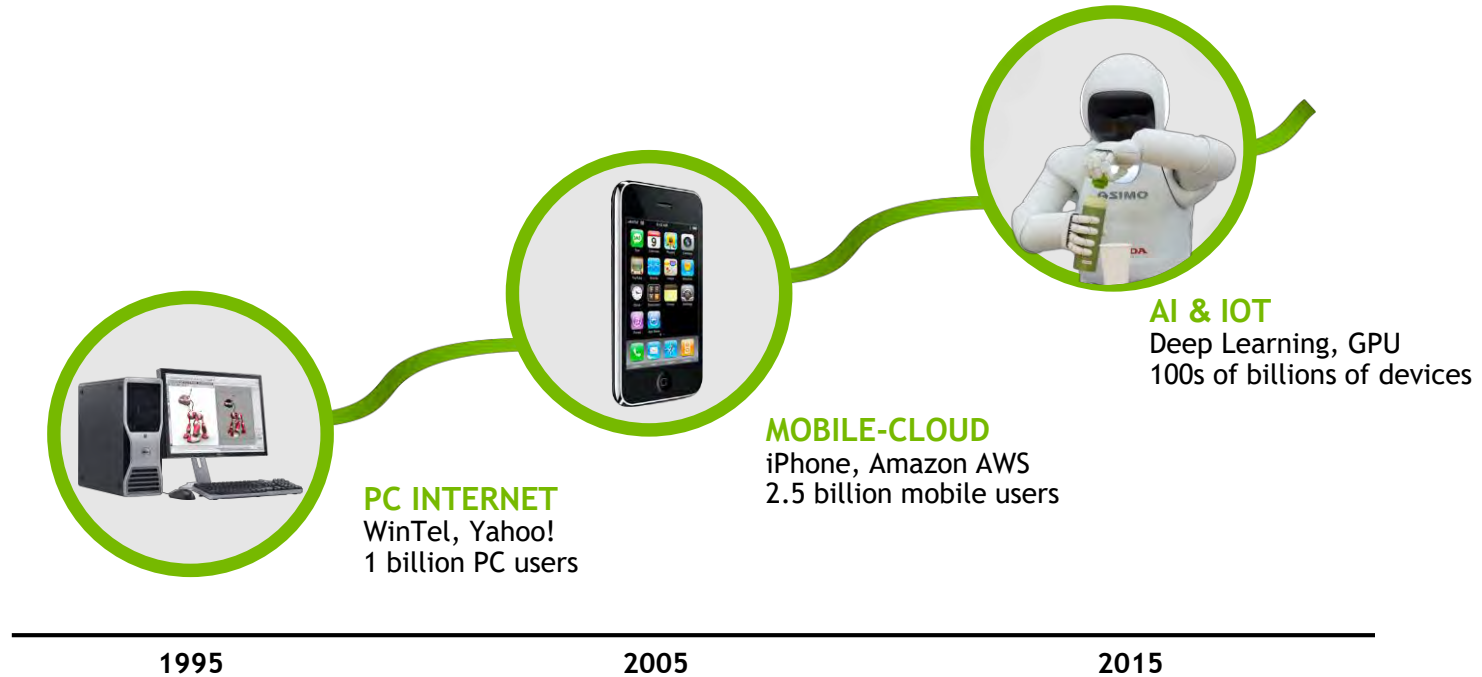 ASIMO
AI & IOT
Deep Learning, GPU
100s of billions of devices
MOBILE-CLOUD
iPhone, Amazon AWS
2.5 billion mobile users
PC INTERNET
WinTel, Yahoo!
1 billion PC users
1995
2005
2015